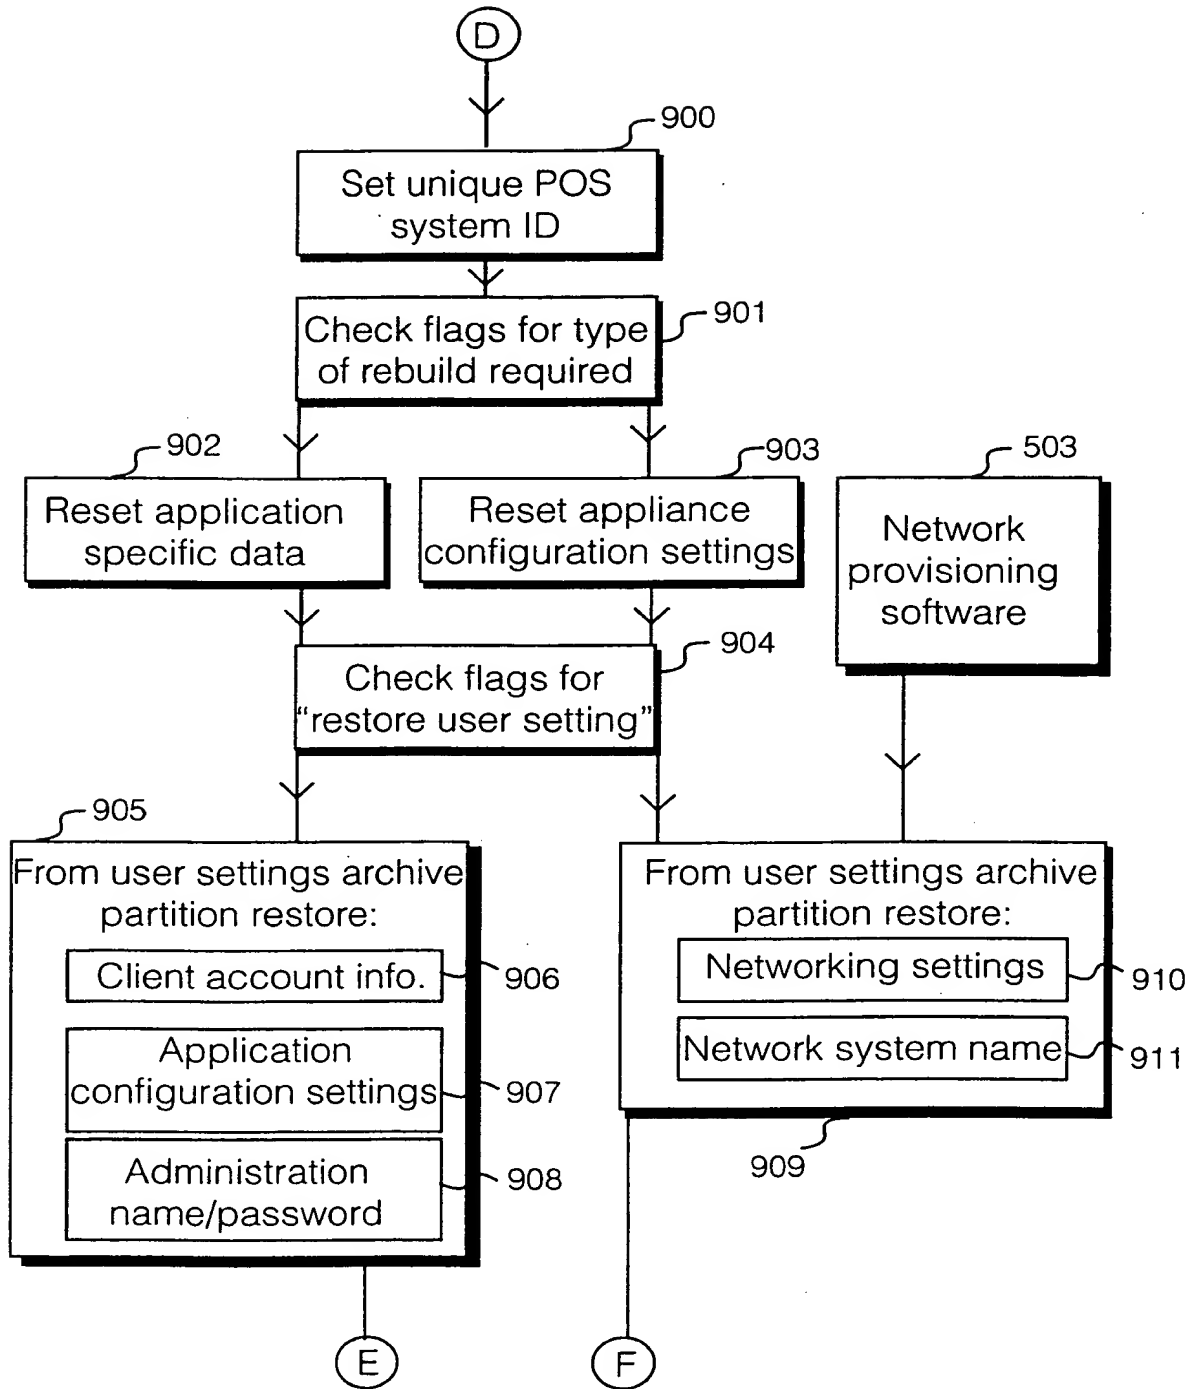 D
900
Set unique POS
system ID
901
Check flags for type
of rebuild required
902
Reset application
specific data
903
Reset appliance
configuration settings
503
Network
provisioning
software
904
Check flags for
“restore user setting”
905
From user settings archive
partition restore:
Client account info.
906
Application
configuration settings
907
Administration
name/password
908
From user settings archive
partition restore:
Networking settings
910
Network system name
911
909
E
F